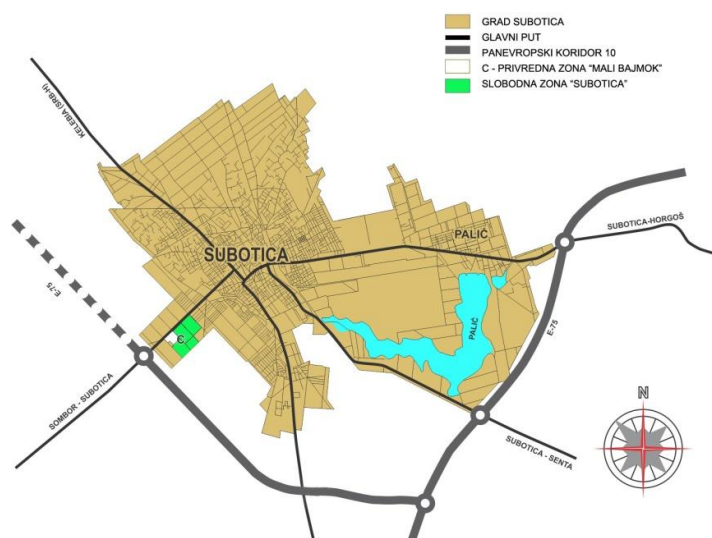 GRAD SUBOTICA
GLAVNI PUT
PANEVROPSKI KORIDOR 10
C - PRIVREDNA ZONA "MALI BAJMOK"
SLOBODNA ZONA "SUBOTICA"
KELEBIA (SRB-H)
SUBOTICA
PALIĆ
SUBOTICA-HORGOŠ
E-75
C
PALIĆ
E-75
SOMBOR - SUBOTICA
SUBOTICA - SENTA
N